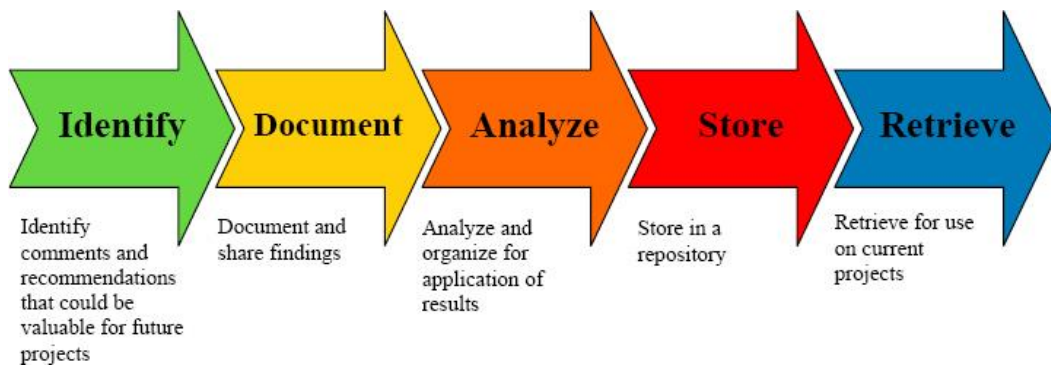 Identify
Document
Analyze
Store
Retrieve
Identify
comments and
recommendations
that could be
valuable for future
projects
Document and
share findings
Analyze and
organize for
application of
results
Store in a
repository
Retrieve for use
on current
projects